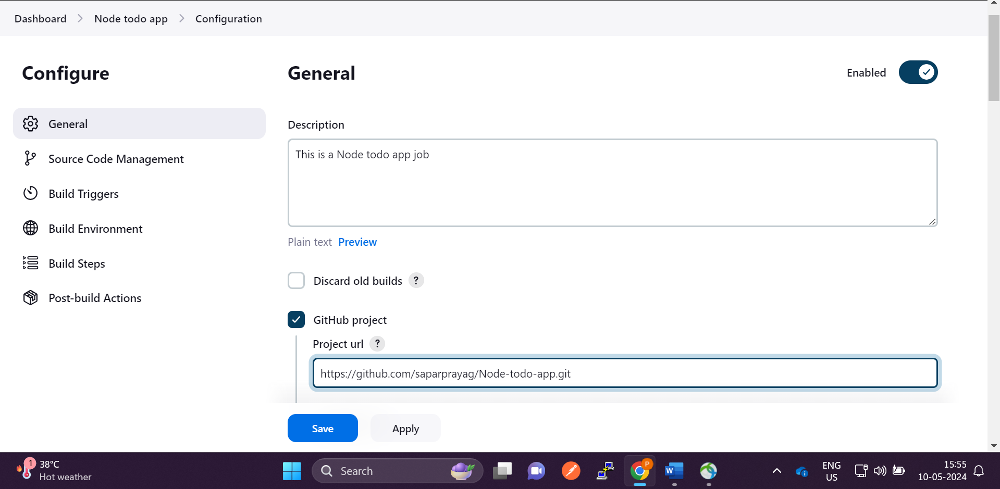 Dashboard > Node todo app > Configuration
Configure
General
Source Code Management
Build Triggers
Build Environment
Build Steps
Post-build Actions
General
Enabled
Description
This is a Node todo app job
Plain text Preview
Discard old builds ?
GitHub project
Project url ?
https://github.com/saparprayag/Node-todo-app.git
Save Apply
1
38°C
Hot weather
Search
P
W
ENG
US
15:55
10-05-2024